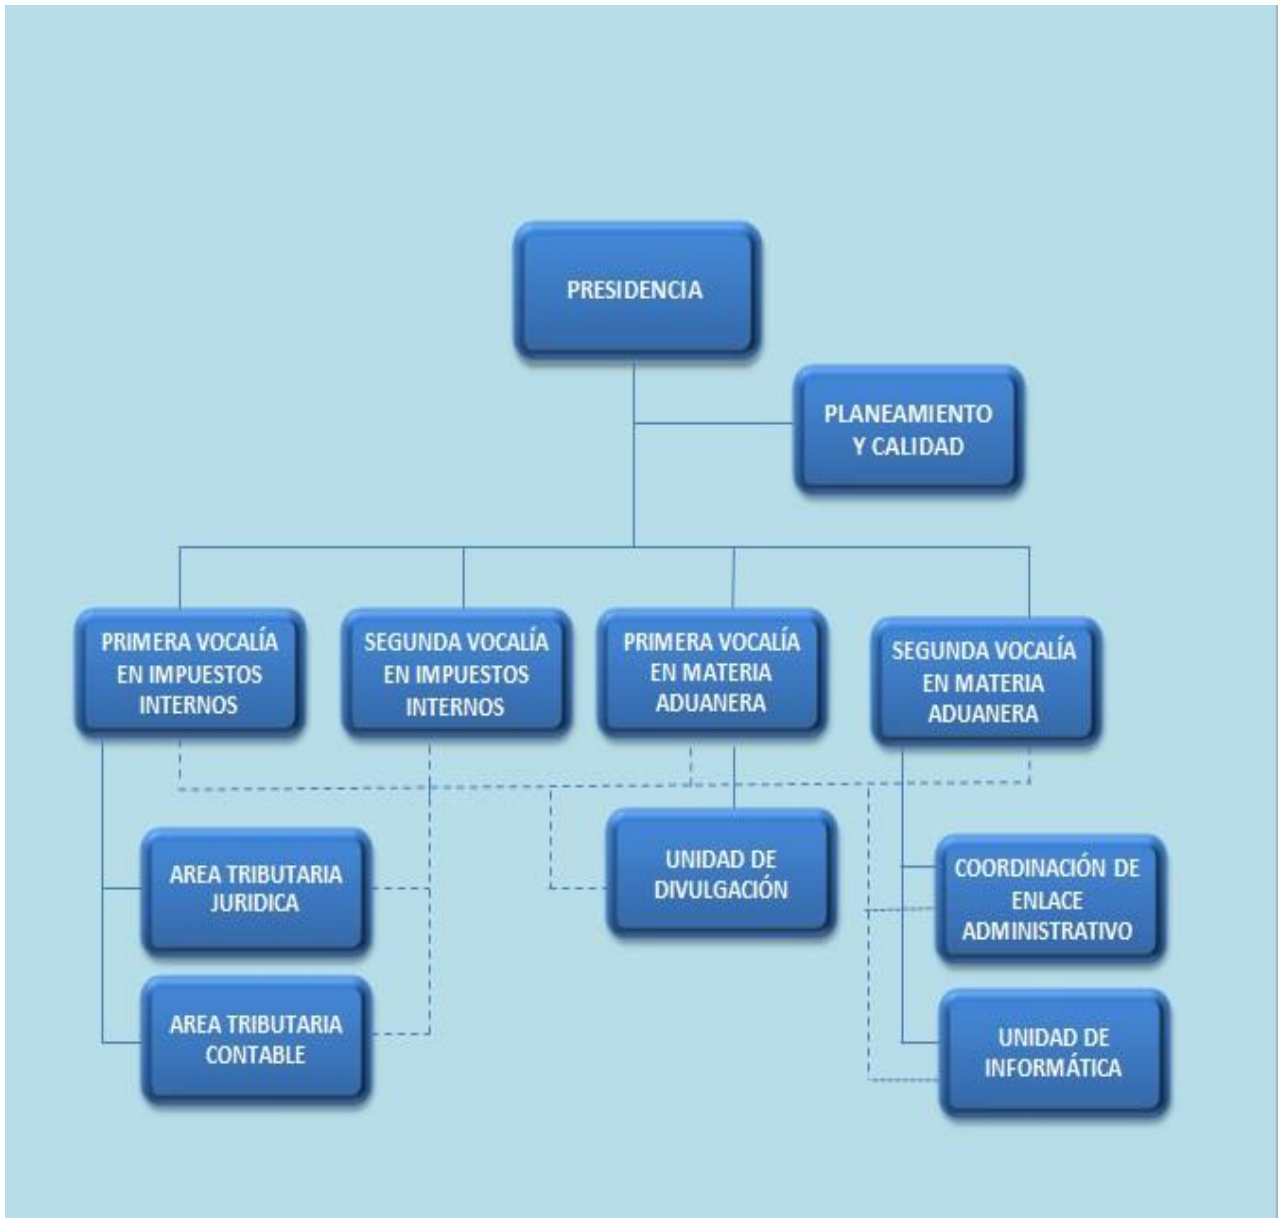 PRESIDENCIA
PLANEAMIENTO
Y CALIDAD
PRIMERA VOCALÍA
EN IMPUESTOS
INTERNOS
SEGUNDA VOCALÍA
EN IMPUESTOS
INTERNOS
PRIMERA VOCALÍA
EN MATERIA
ADUANERA
SEGUNDA VOCALÍA
EN MATERIA
ADUANERA
AREA TRIBUTARIA
JURIDICA
UNIDAD DE
DIVULGACIÓN
COORDINACIÓN DE
ENLACE
ADMINISTRATIVO
AREA TRIBUTARIA
CONTABLE
UNIDAD DE
INFORMÁTICA